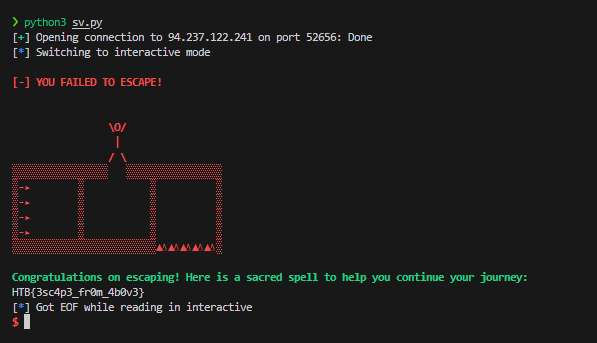 ❯ python3 sv.py
[+] Opening connection to 94.237.122.241 on port 52656: Done
[*] Switching to interactive mode
[-] YOU FAILED TO ESCAPE!
Congratulations on escaping! Here is a sacred spell to help you continue your journey:
HTB{3sc4p3_fr0m_4b0v3}
[*] Got EOF while reading in interactive
$